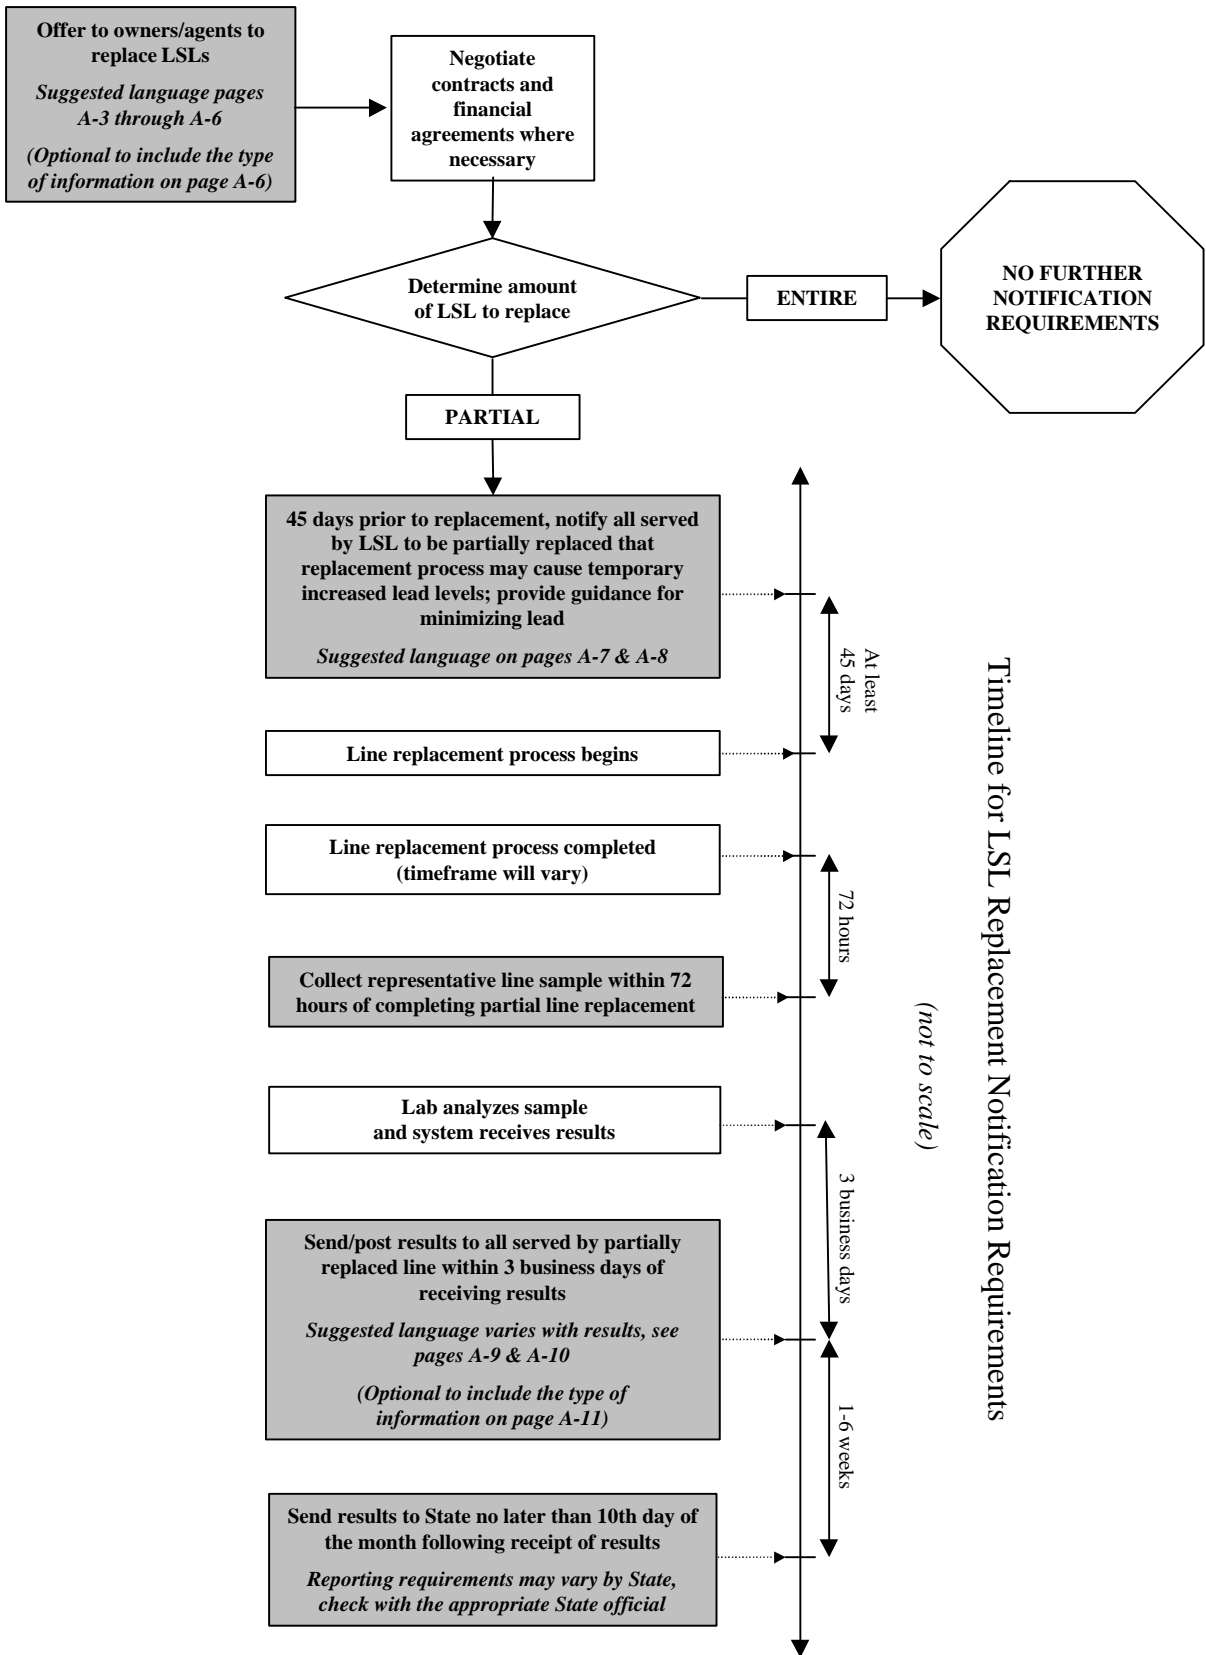 Offer to owners/agents to
replace LSLs
Suggested language pages
A-3 through A-6
(Optional to include the type
of information on page A-6)
Negotiate
contracts and
financial
agreements where
necessary
Determine amount
of LSL to replace
ENTIRE
NO FURTHER
NOTIFICATION
REQUIREMENTS
PARTIAL
45 days prior to replacement, notify all served
by LSL to be partially replaced that
replacement process may cause temporary
increased lead levels; provide guidance for
minimizing lead
Suggested language on pages A-7 & A-8
At least
45 days
Line replacement process begins
Line replacement process completed
(timeframe will vary)
72 hours
Collect representative line sample within 72
hours of completing partial line replacement
Lab analyzes sample
and system receives results
3 business days
Send/post results to all served by partially
replaced line within 3 business days of
receiving results
Suggested language varies with results, see
pages A-9 & A-10
(Optional to include the type of
information on page A-11)
1-6 weeks
Send results to State no later than 10th day of
the month following receipt of results
Reporting requirements may vary by State,
check with the appropriate State official
Timeline for LSL Replacement Notification Requirements
(not to scale)